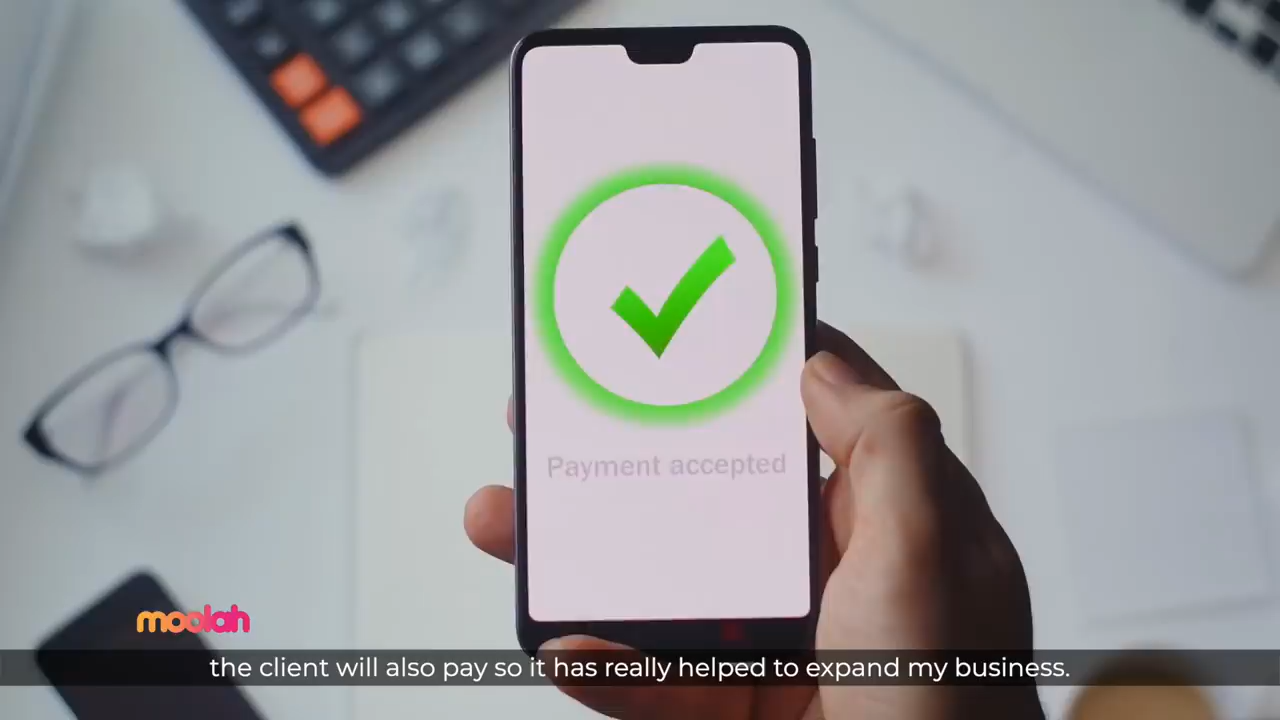 Payment accepted
moolah
the client will also pay so it has really helped to expand my business.